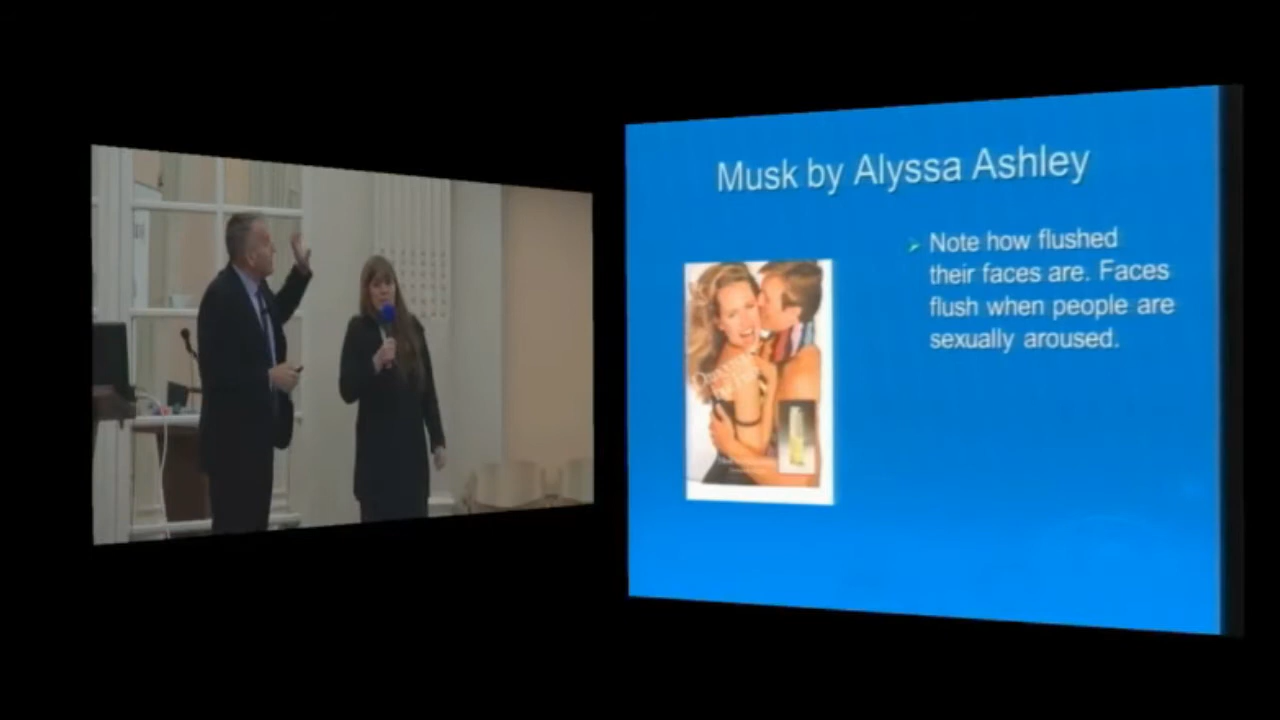 Musk by Alyssa Ashley
Note how flushed
their faces are. Faces
flush when people are
sexually aroused.